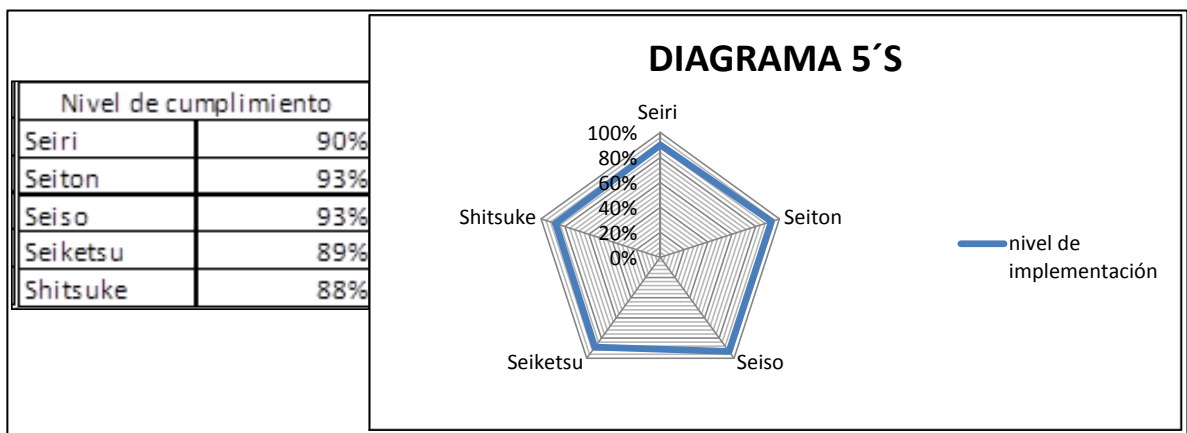 Nivel de cumplimiento
Seiri 90%
Seiton 93%
Seiso 93%
Seiketsu 89%
Shitsuke 88%
DIAGRAMA 5´S
Seiri
100%
80%
60%
40%
20%
0%
Seiton
Seiso
Seiketsu
Shitsuke
nivel de
implementación